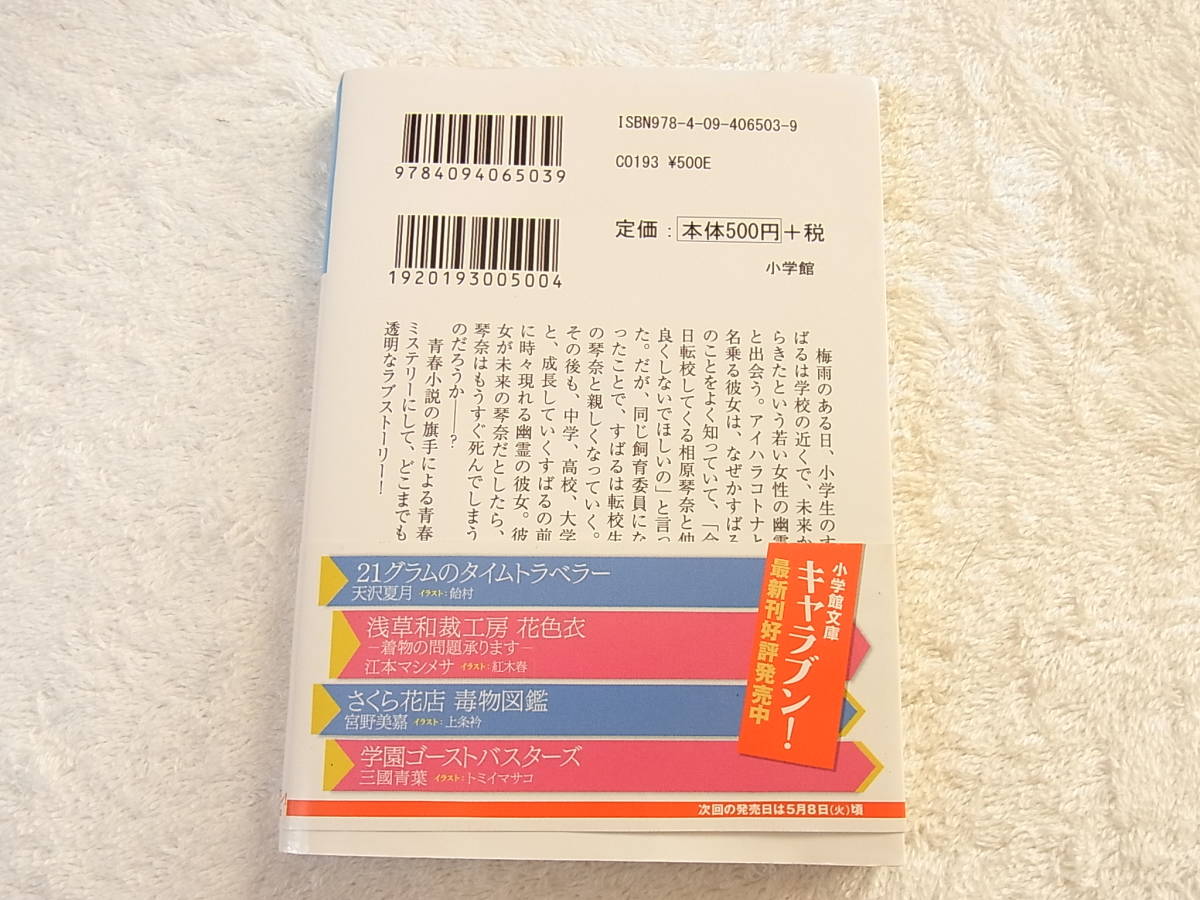 9784094065039
ISBN978-4-09-406503-9
C0193 ¥500E
1920193005004
定価：本体500円＋税
小学館
梅雨のある日、小学生のす
ばるは学校の近くで、未来か
らきたという若い女性の幽霊
と出会う。アイハラコトナと
名乗る彼女は、なぜかすばる
のことをよく知っていて、「今
日転校してくる相原琴奈と仲
良くしないでほしいの」と言っ
た。だが、同じ飼育委員にな
ったことで、すばるは転校生
の琴奈と親しくなっていく。
その後も、中学、高校、大学
と、成長していくすばるの前
に時々現れる幽霊の彼女。彼
女が未来の琴奈だとしたら、
琴奈はもうすぐ死んでしまう
のだろうか――？
青春小説の旗手による青春
ミステリーにして、どこまでも
透明なラブストーリー！
小学館文庫
キャラブン！
最新刊好評発売中
21グラムのタイムトラベラー
天沢夏月 イラスト：飴村
浅草和裁工房 花色衣
―着物の問題承ります―
江本マシメサ イラスト：紅木春
さくら花店 毒物図鑑
宮野美嘉 イラスト：上条衿
学園ゴーストバスターズ
三國青葉 イラスト：トミイマサコ
次回の発売日は5月8日(火)頃